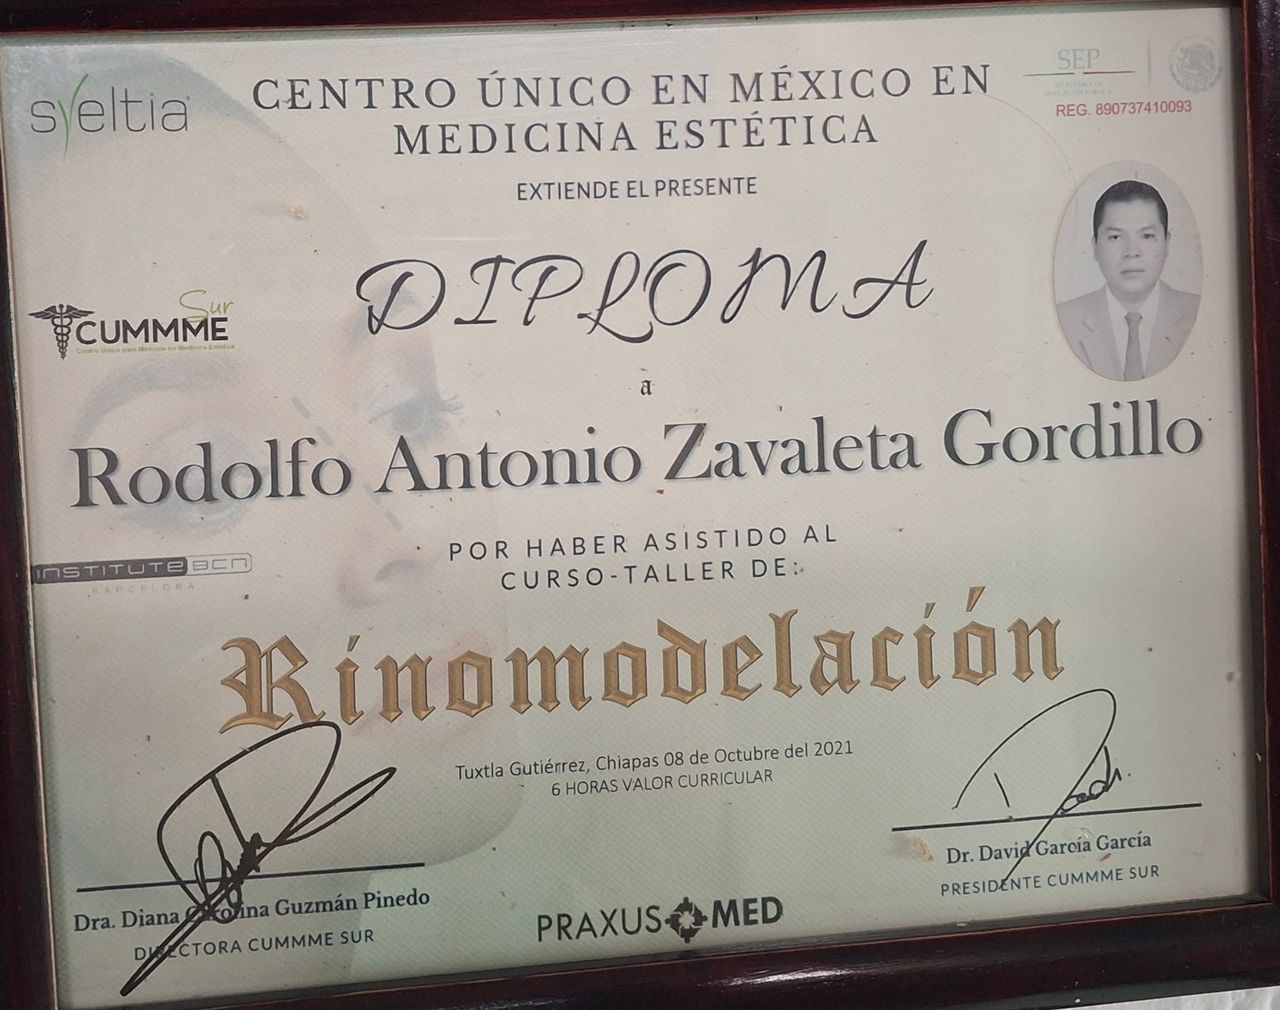 sveltia
CENTRO ÚNICO EN MÉXICO EN
MEDICINA ESTÉTICA
EXTIENDE EL PRESENTE
SEP
REG. 890737410093
DIPLOMA
Sur
CUMMME
a
Rodolfo Antonio Zavaleta Gordillo
POR HABER ASISTIDO AL
CURSO-TALLER DE:
INSTITUTE BCN
BARCELONA
Rinomodelación
Tuxtla Gutiérrez, Chiapas 08 de Octubre del 2021
6 HORAS VALOR CURRICULAR
Dra. Diana Carolina Guzmán Pinedo
DIRECTORA CUMMME SUR
Dr. David García García
PRESIDENTE CUMMME SUR
PRAXUS MED